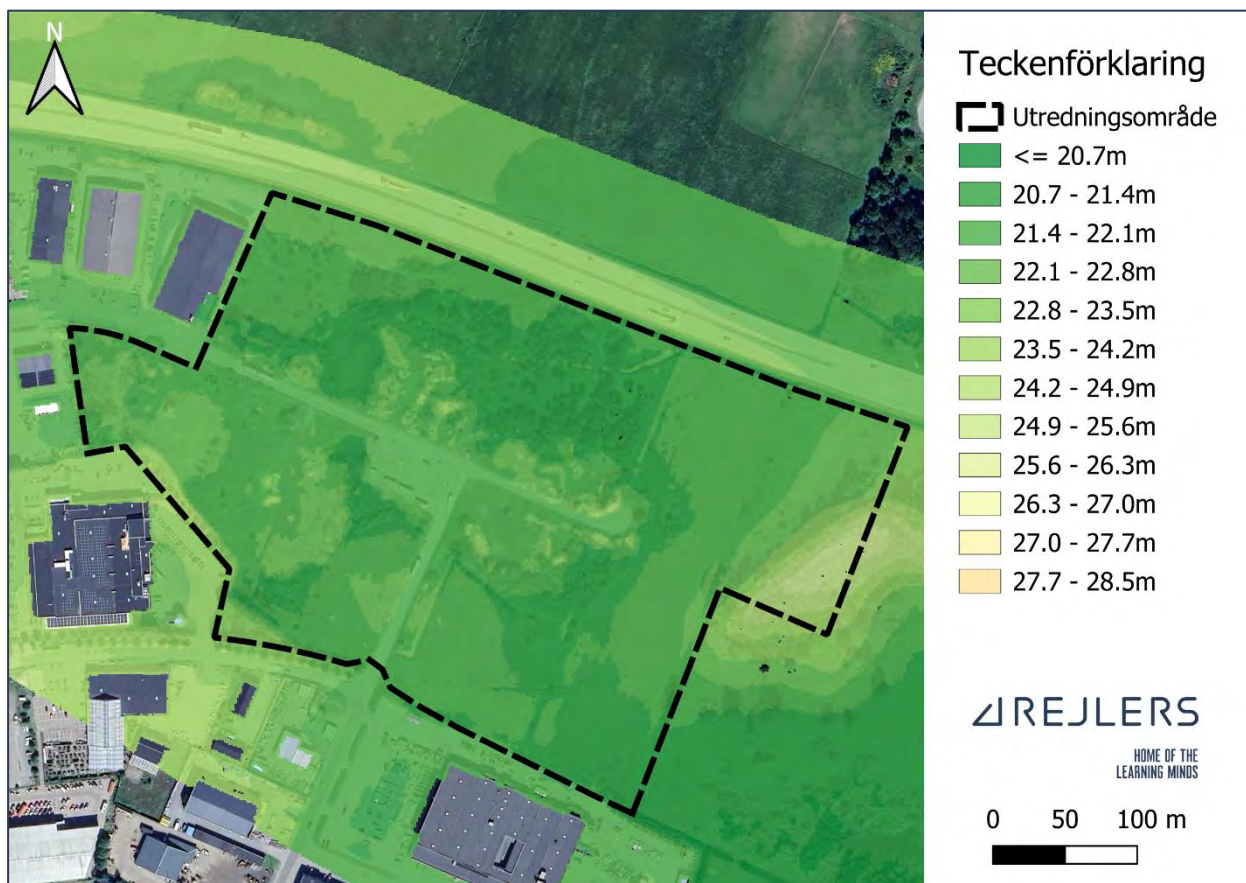 N
Teckenförklaring
Utredningsområde
<= 20.7m
20.7 - 21.4m
21.4 - 22.1m
22.1 - 22.8m
22.8 - 23.5m
23.5 - 24.2m
24.2 - 24.9m
24.9 - 25.6m
25.6 - 26.3m
26.3 - 27.0m
27.0 - 27.7m
27.7 - 28.5m
REJLERS
HOME OF THE
LEARNING MINDS
0 50 100 m